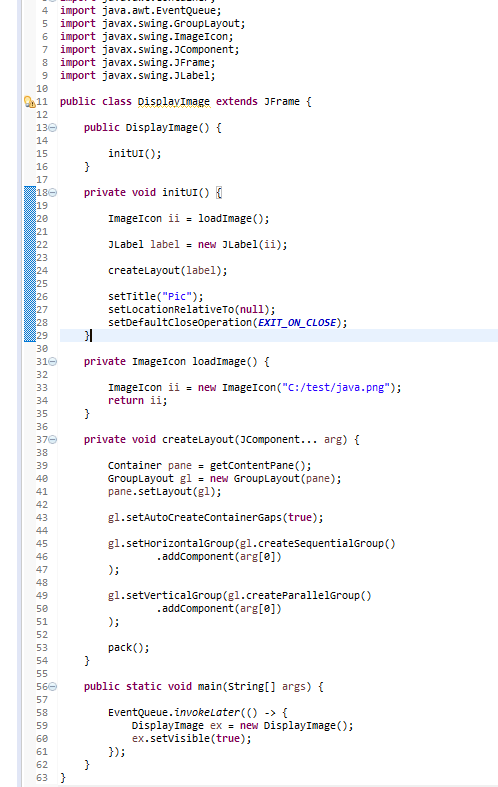 4 import java.awt.EventQueue;
5 import javax.swing.GroupLayout;
6 import javax.swing.ImageIcon;
7 import javax.swing.JComponent;
8 import javax.swing.JFrame;
9 import javax.swing.JLabel;
10
11 public class DisplayImage extends JFrame {
12
13     public DisplayImage() {
14
15         initUI();
16     }
17
18     private void initUI() {
19
20         ImageIcon ii = loadImage();
21
22         JLabel label = new JLabel(ii);
23
24         createLayout(label);
25
26         setTitle("Pic");
27         setLocationRelativeTo(null);
28         setDefaultCloseOperation(EXIT_ON_CLOSE);
29     }
30
31     private ImageIcon loadImage() {
32
33         ImageIcon ii = new ImageIcon("C:/test/java.png");
34         return ii;
35     }
36
37     private void createLayout(JComponent... arg) {
38
39         Container pane = getContentPane();
40         GroupLayout gl = new GroupLayout(pane);
41         pane.setLayout(gl);
42
43         gl.setAutoCreateContainerGaps(true);
44
45         gl.setHorizontalGroup(gl.createSequentialGroup()
46                 .addComponent(arg[0])
47         );
48
49         gl.setVerticalGroup(gl.createParallelGroup()
50                 .addComponent(arg[0])
51         );
52
53         pack();
54     }
55
56     public static void main(String[] args) {
57
58         EventQueue.invokeLater(() -> {
59             DisplayImage ex = new DisplayImage();
60             ex.setVisible(true);
61         });
62     }
63 }